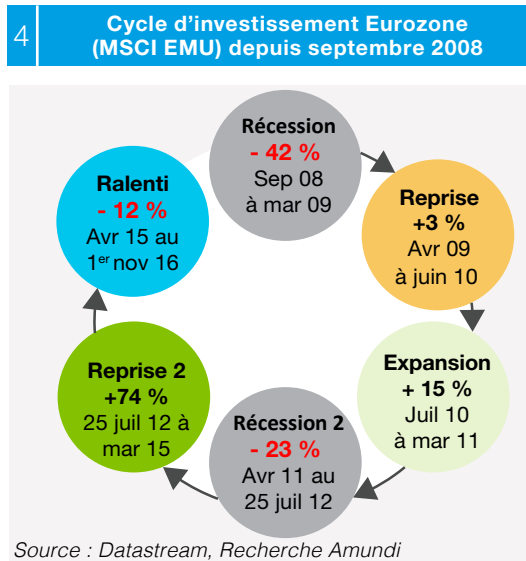 4
Cycle d’investissement Eurozone
(MSCI EMU) depuis septembre 2008
Récession
- 42 %
Sep 08
à mar 09
Reprise
+3 %
Avr 09
à juin 10
Expansion
+ 15 %
Juil 10
à mar 11
Récession 2
- 23 %
Avr 11 au
25 juil 12
Reprise 2
+74 %
25 juil 12 à
mar 15
Ralenti
- 12 %
Avr 15 au
1er nov 16
Source : Datastream, Recherche Amundi